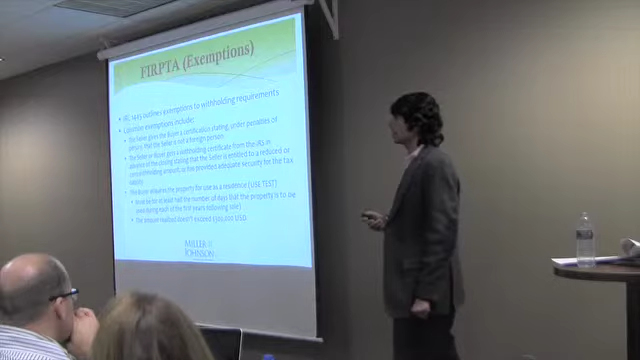 FIRPTA (Exemptions)
IRC 1445 outlines exemptions to withholding requirements
Common exemptions include:
The Seller gives the Buyer a certification stating, under penalties of
perjury, that the Seller is not a foreign person
The Seller or Buyer gets a withholding certificate from the IRS in
advance of the closing stating that the Seller is entitled to a reduced or
no withholding amount, or has provided adequate security for the tax
liability
The Buyer acquires the property for use as a residence (USE TEST)
Must be for at least half the number of days that the property is to be
used during each of the first years following sale)
The amount realized doesn't exceed $300,000 USD.
MILLER
JOHNSON